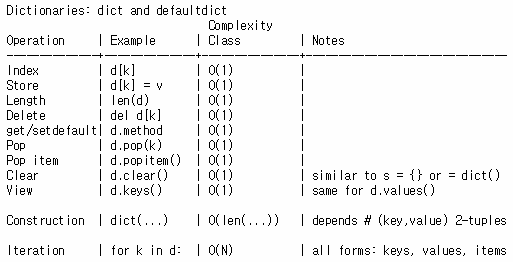 Dictionaries: dict and defaultdict
                               Complexity
Operation    | Example       | Class         | Notes
-------------+---------------+---------------+-------------------------------
Index        | d[k]          | O(1)          |
Store        | d[k] = v      | O(1)          |
Length       | len(d)        | O(1)          |
Delete       | del d[k]      | O(1)          |
get/setdefault| d.method     | O(1)          |
Pop          | d.pop(k)      | O(1)          |
Pop item     | d.popitem()   | O(1)          |
Clear        | d.clear()     | O(1)          | similar to s = {} or = dict()
View         | d.keys()      | O(1)          | same for d.values()
Construction | dict(...)     | O(len(...))   | depends # (key,value) 2-tuples
Iteration    | for k in d:   | O(N)          | all forms: keys, values, items